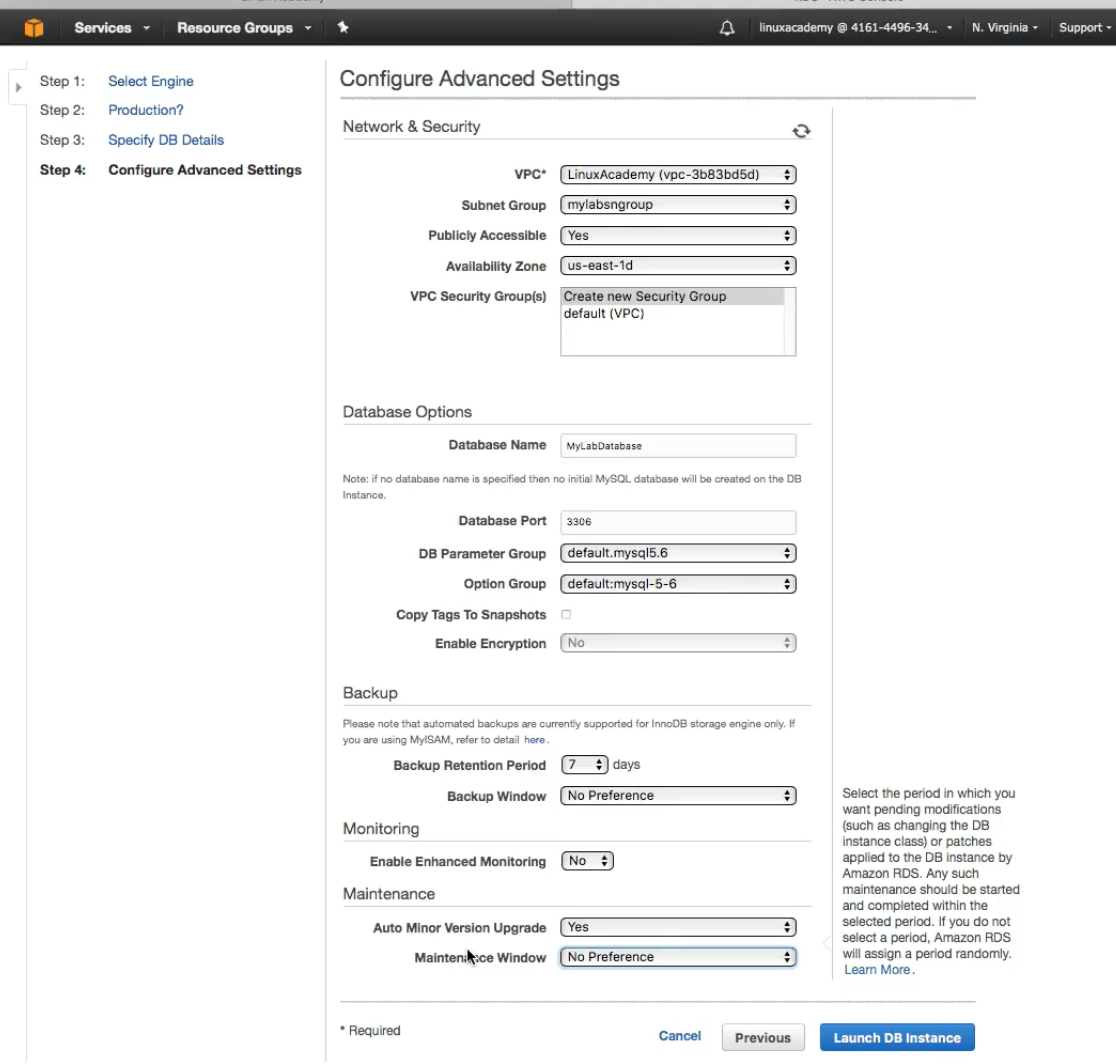 Services
Resource Groups
linuxacademy @ 4161-4496-34...
N. Virginia
Support
Step 1: Select Engine
Step 2: Production?
Step 3: Specify DB Details
Step 4: Configure Advanced Settings
Configure Advanced Settings
Network & Security
VPC* LinuxAcademy (vpc-3b83bd5d)
Subnet Group mylabsngroup
Publicly Accessible Yes
Availability Zone us-east-1d
VPC Security Group(s) Create new Security Group
default (VPC)
Database Options
Database Name MyLabDatabase
Note: if no database name is specified then no initial MySQL database will be created on the DB
Instance.
Database Port 3306
DB Parameter Group default.mysql5.6
Option Group default:mysql-5-6
Copy Tags To Snapshots
Enable Encryption No
Backup
Please note that automated backups are currently supported for InnoDB storage engine only. If
you are using MyISAM, refer to detail here.
Backup Retention Period 7 days
Backup Window No Preference
Monitoring
Enable Enhanced Monitoring No
Maintenance
Auto Minor Version Upgrade Yes
Maintenance Window No Preference
Select the period in which you
want pending modifications
(such as changing the DB
instance class) or patches
applied to the DB instance by
Amazon RDS. Any such
maintenance should be started
and completed within the
selected period. If you do not
select a period, Amazon RDS
will assign a period randomly.
Learn More.
* Required
Cancel
Previous
Launch DB Instance